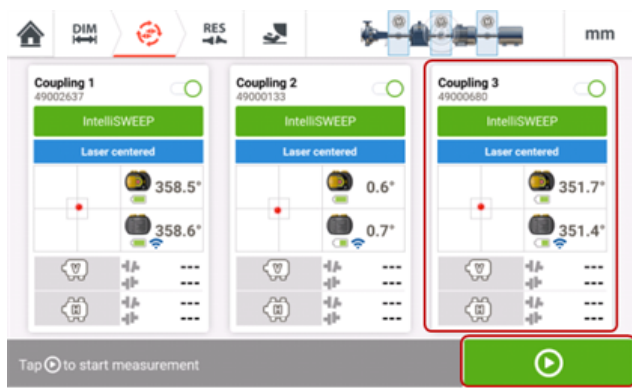 DIM
RES
mm
Coupling 1
49002637
IntelliSWEEP
Laser centered
358.5°
358.6°
V
---
---
H
---
---
Coupling 2
49000133
IntelliSWEEP
Laser centered
0.6°
0.7°
V
---
---
H
---
---
Coupling 3
49000680
IntelliSWEEP
Laser centered
351.7°
351.4°
V
---
---
H
---
---
Tap to start measurement